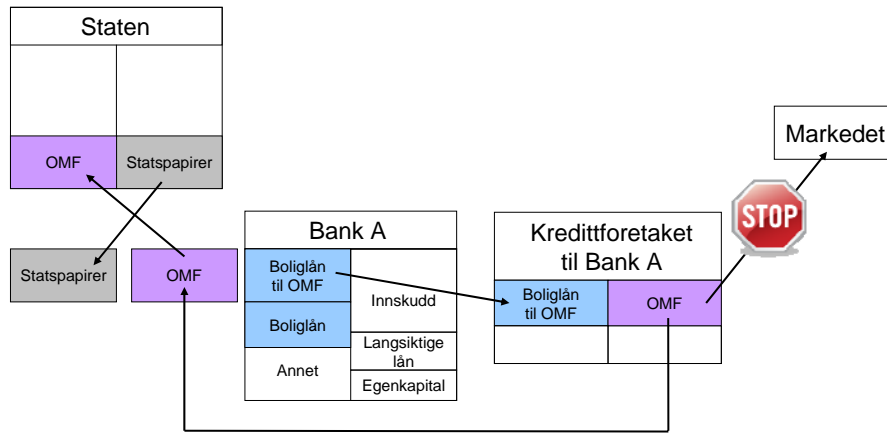 Staten
OMF
Statspapirer
Markedet
STOP
Statspapirer
OMF
Bank A
Boliglån
til OMF
Boliglån
Annet
Innskudd
Langsiktige
lån
Egenkapital
Kredittforetaket
til Bank A
Boliglån
til OMF
OMF